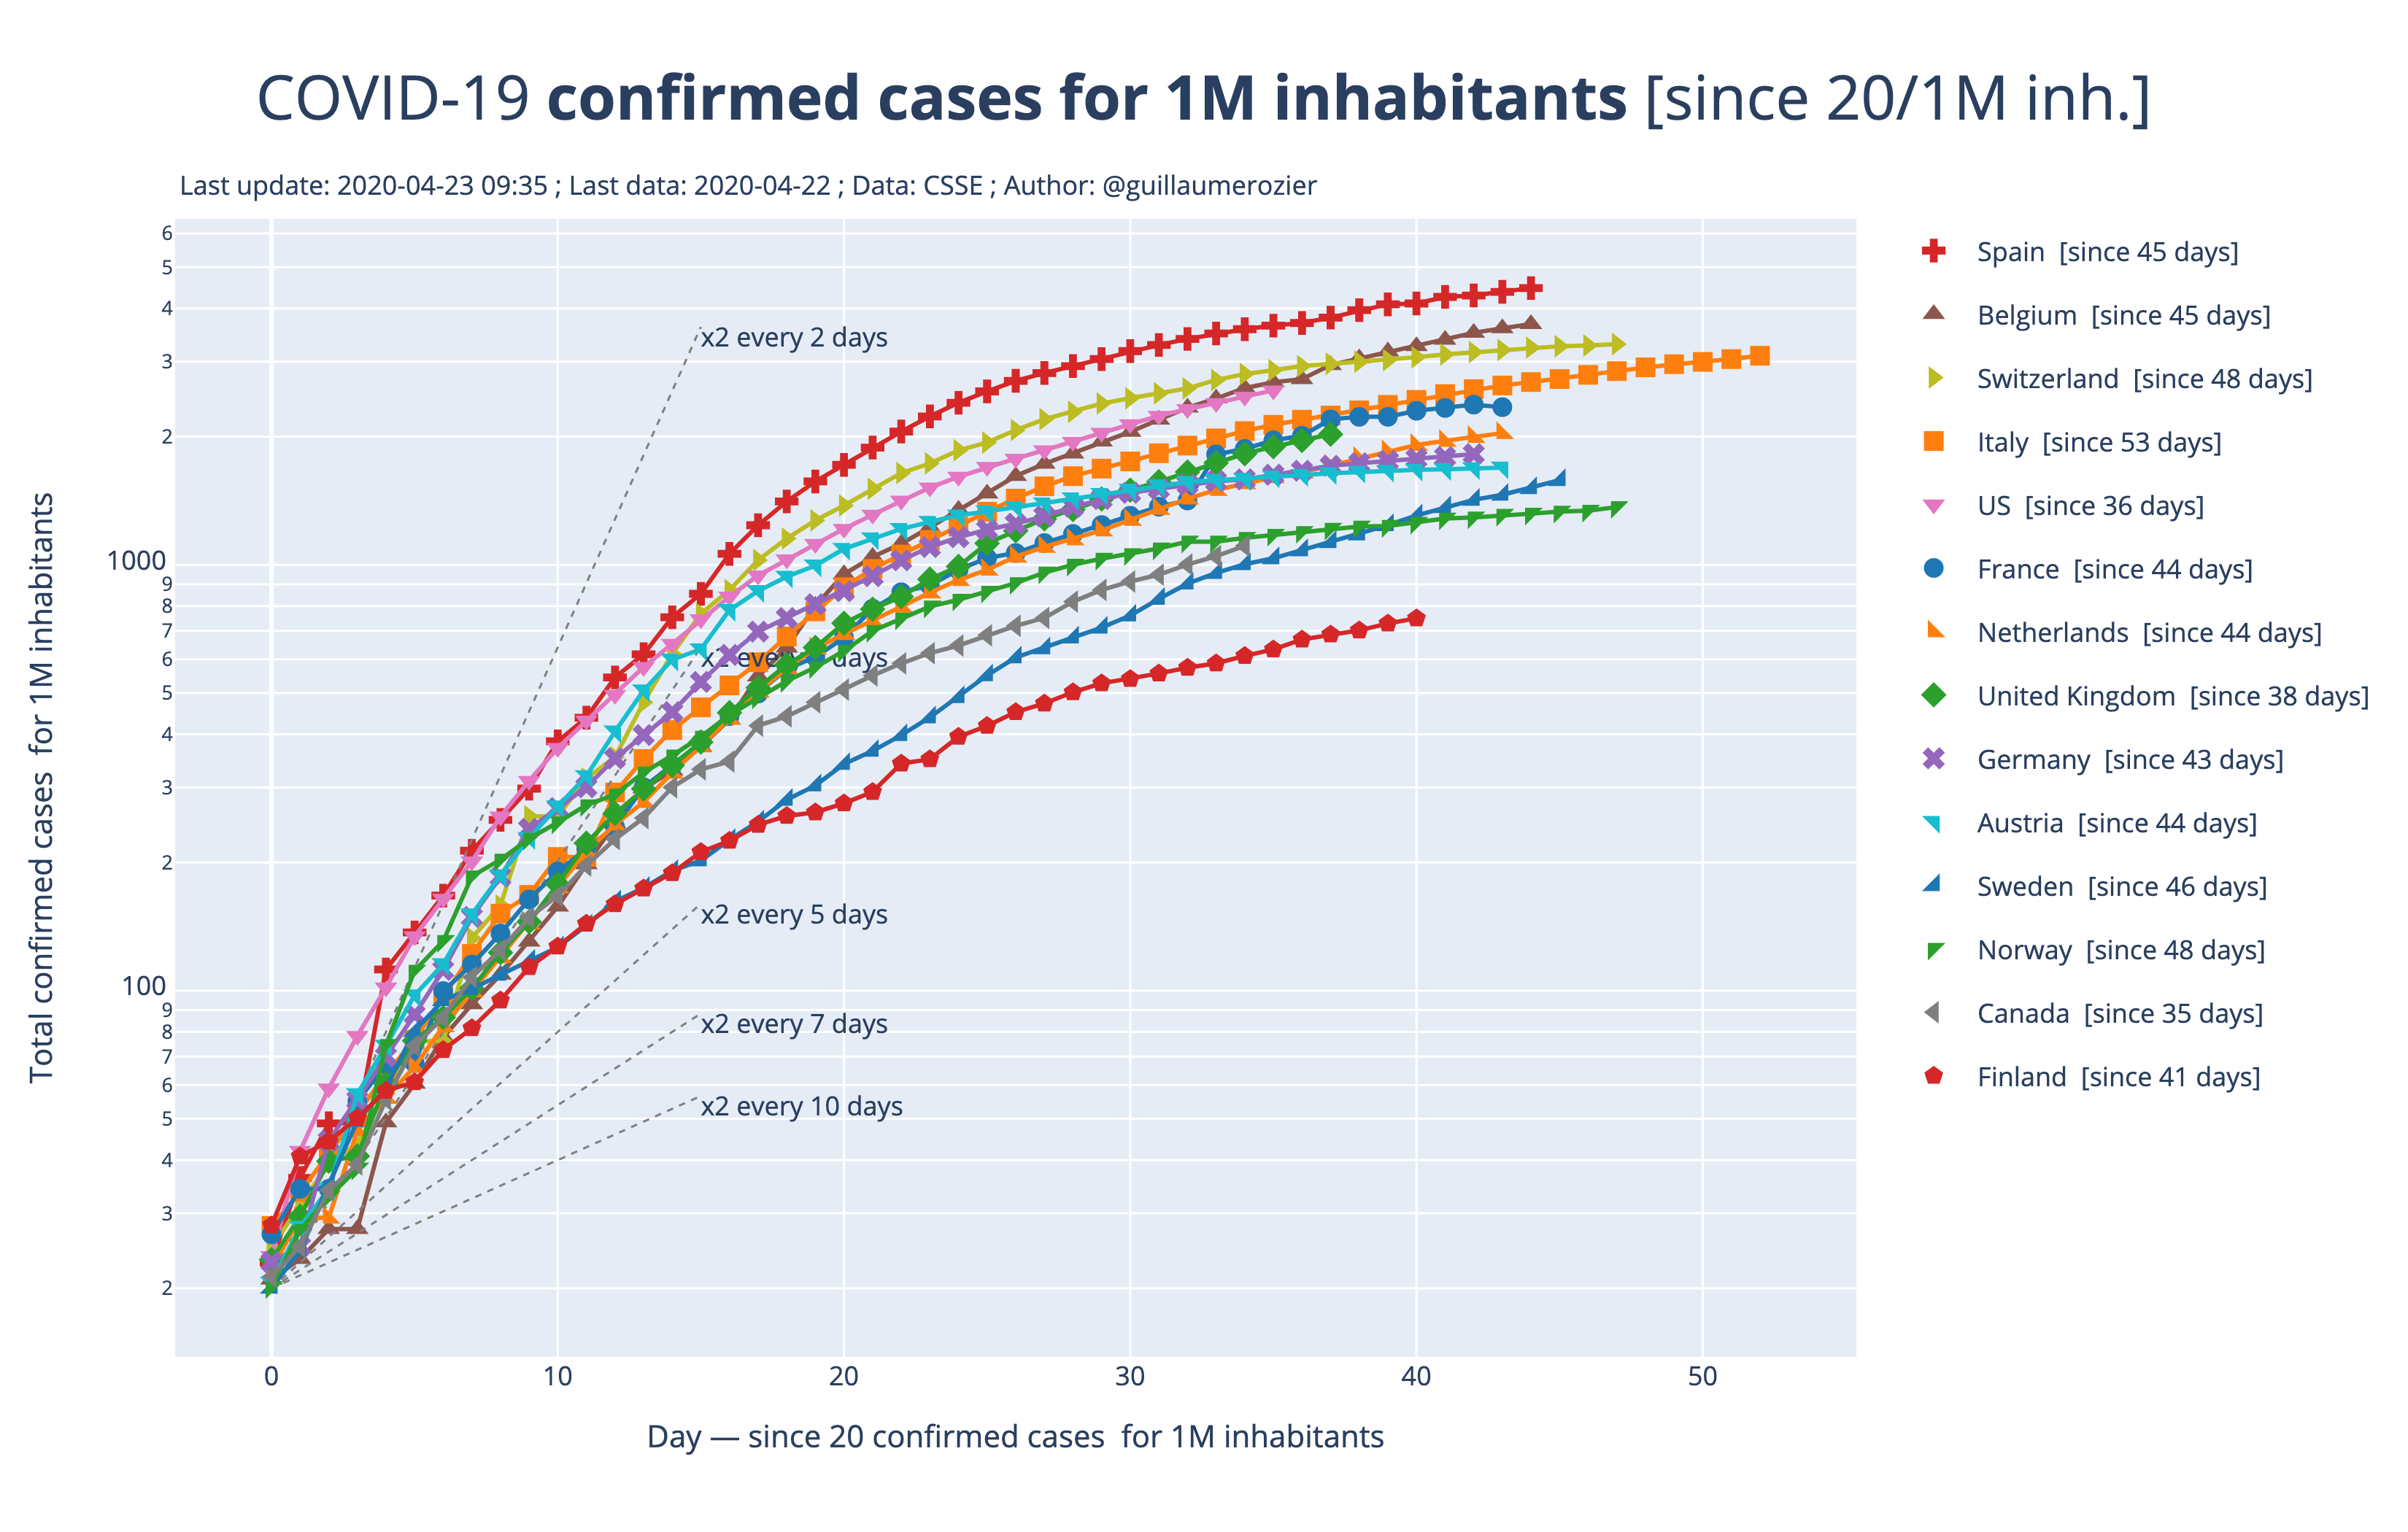 COVID-19 confirmed cases for 1M inhabitants [since 20/1M inh.]
Last update: 2020-04-23 09:35 ; Last data: 2020-04-22 ; Data: CSSE ; Author: @guillaumerozier
Total confirmed cases for 1M inhabitants
6
5
4
3
2
1000
9
8
7
6
5
4
3
2
100
9
8
7
6
5
4
3
2
x2 every 2 days
x2 every days
x2 every 5 days
x2 every 7 days
x2 every 10 days
0 10 20 30 40 50
Day — since 20 confirmed cases for 1M inhabitants
Spain [since 45 days]
Belgium [since 45 days]
Switzerland [since 48 days]
Italy [since 53 days]
US [since 36 days]
France [since 44 days]
Netherlands [since 44 days]
United Kingdom [since 38 days]
Germany [since 43 days]
Austria [since 44 days]
Sweden [since 46 days]
Norway [since 48 days]
Canada [since 35 days]
Finland [since 41 days]